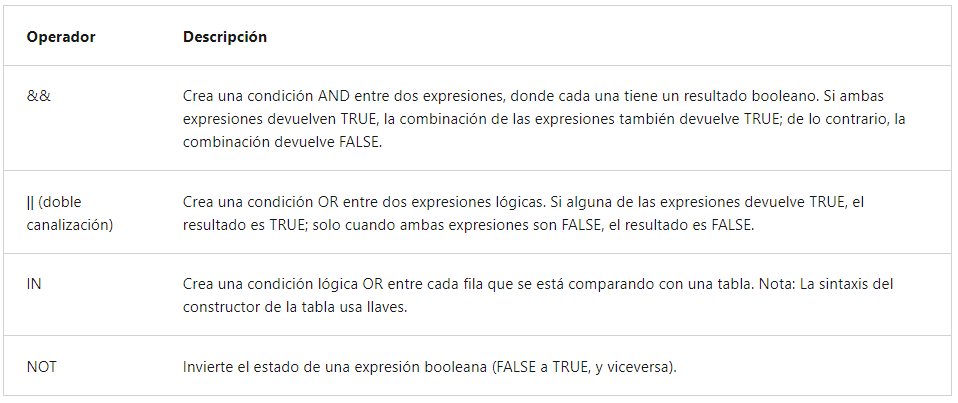 Operador Descripción
&& Crea una condición AND entre dos expresiones, donde cada una tiene un resultado booleano. Si ambas
expresiones devuelven TRUE, la combinación de las expresiones también devuelve TRUE; de lo contrario, la
combinación devuelve FALSE.
|| (doble Crea una condición OR entre dos expresiones lógicas. Si alguna de las expresiones devuelve TRUE, el
canalización) resultado es TRUE; solo cuando ambas expresiones son FALSE, el resultado es FALSE.
IN Crea una condición lógica OR entre cada fila que se está comparando con una tabla. Nota: La sintaxis del
constructor de la tabla usa llaves.
NOT Invierte el estado de una expresión booleana (FALSE a TRUE, y viceversa).